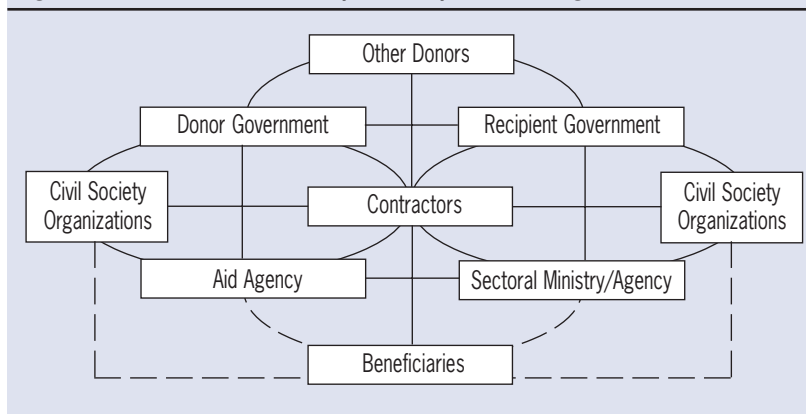 Other Donors
Donor Government
Recipient Government
Civil Society
Organizations
Contractors
Civil Society
Organizations
Aid Agency
Sectoral Ministry/Agency
Beneficiaries